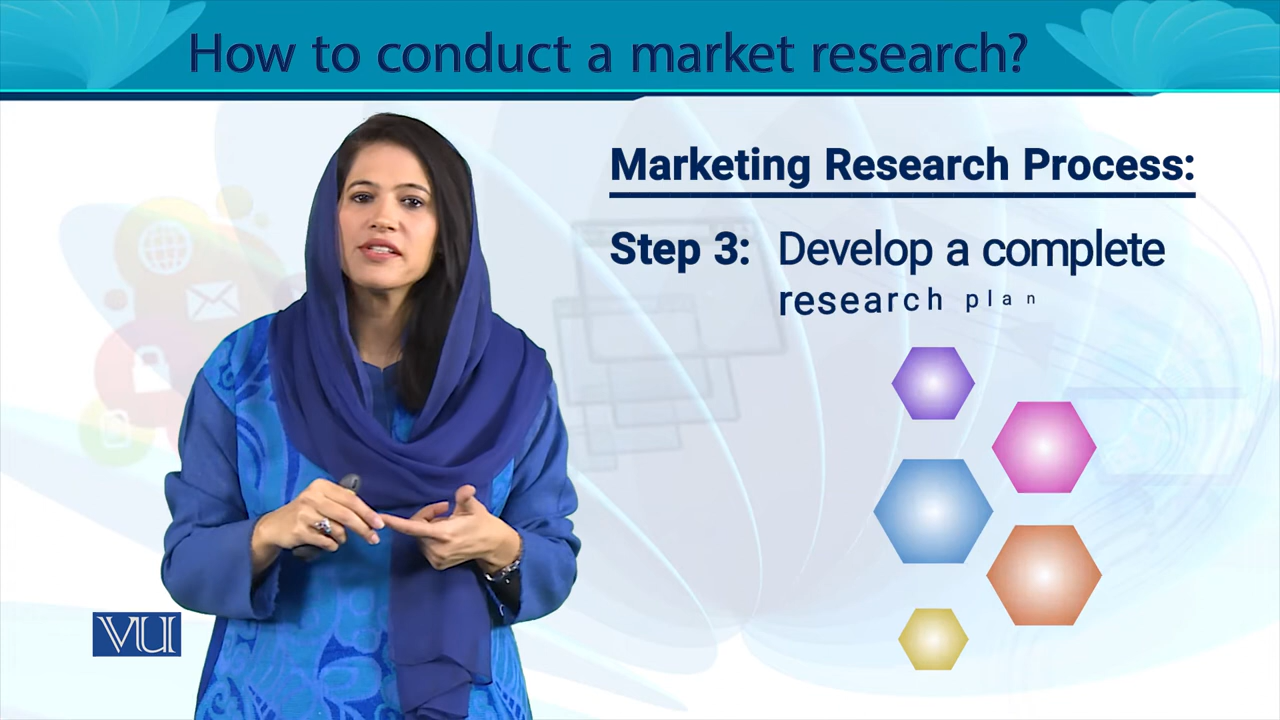 How to conduct a market research?
Marketing Research Process:
Step 3: Develop a complete
research plan
VU